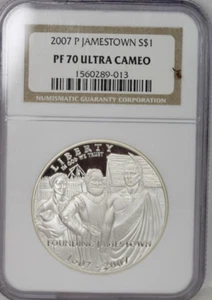 2007 P JAMESTOWN S$1
PF 70 ULTRA CAMEO
1560289-013
NUMISMATIC GUARANTY CORPORATION
LIBERTY
IN GOD WE TRUST
FOUNDING OF JAMESTOWN
1607-2007
NGC